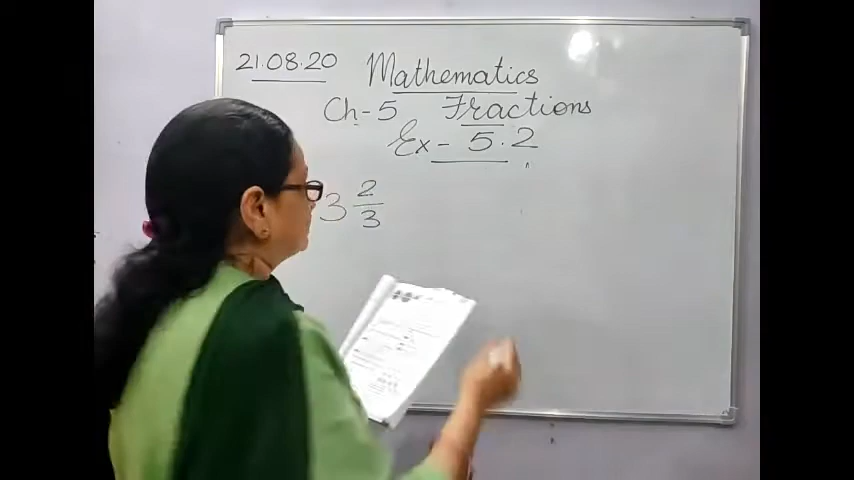 21.08.20
Mathematics
Ch-5 Fractions
Ex- 5.2
3 2/3